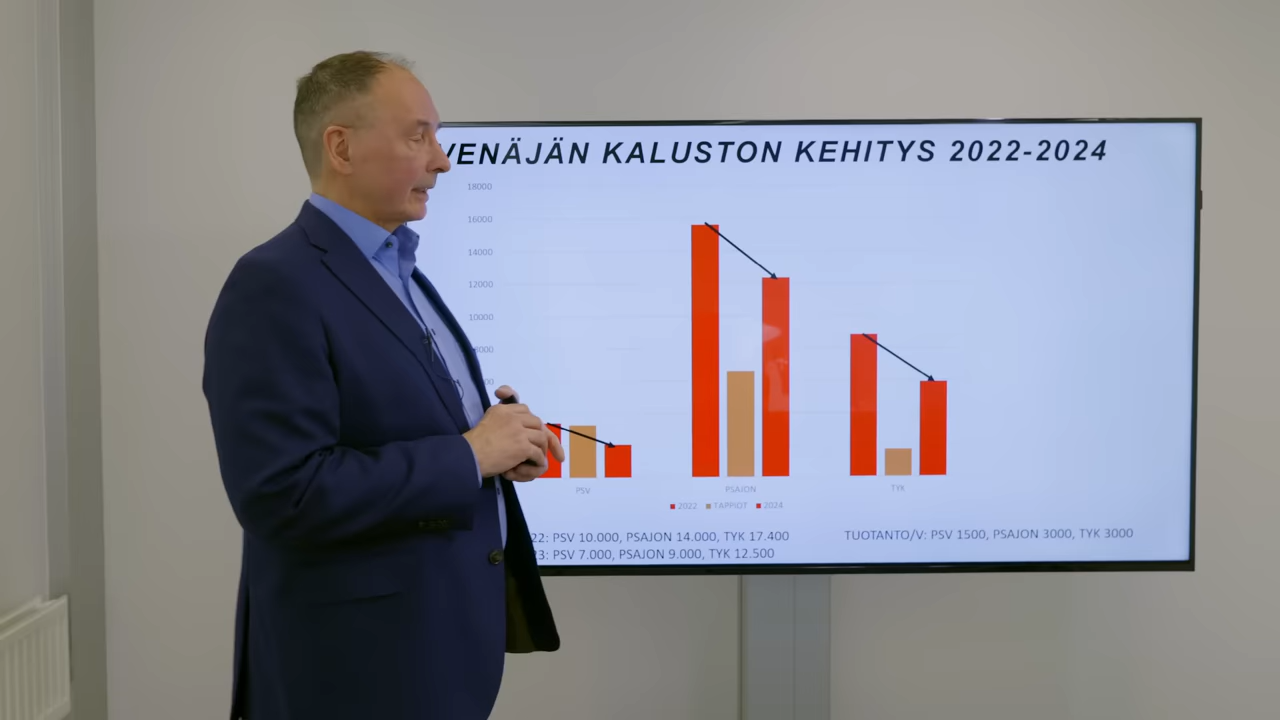 VENÄJÄN KALUSTON KEHITYS 2022-2024
18000
16000
14000
12000
10000
8000
PSV
PSAJON
TYK
2022 TAPPIOT 2024
22: PSV 10.000, PSAJON 14.000, TYK 17.400
23: PSV 7.000, PSAJON 9.000, TYK 12.500
TUOTANTO/V: PSV 1500, PSAJON 3000, TYK 3000